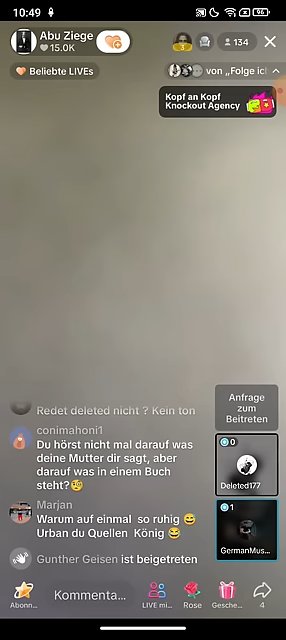 10:49
96
Abu Ziege
15.0K
3
134
Beliebte LIVEs
von „Folge ich
Kopf an Kopf
Knockout Agency
Anfrage
zum
Beitreten
0
Deleted177
1
GermanMus...
Redet deleted nicht ? Kein ton
conimahoni1
Du hörst nicht mal darauf was
deine Mutter dir sagt, aber
darauf was in einem Buch
steht?🧐
Marjan
Warum auf einmal so ruhig 😅
Urban du Quellen König 😂
Gunther Geisen ist beigetreten
Abonn...
Kommenta...
LIVE mi...
Rose
Gesche...
4